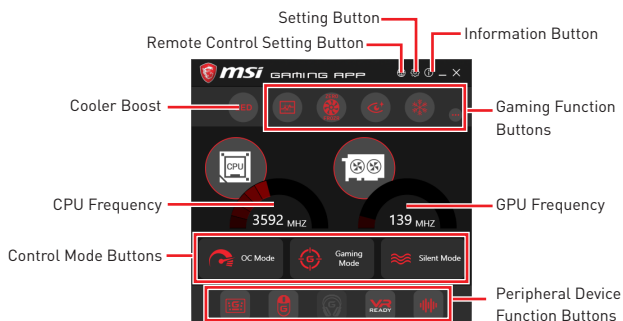 Setting Button
Information Button
Remote Control Setting Button
msi GAMING APP
Cooler Boost
Gaming Function
Buttons
CPU
CPU Frequency
GPU Frequency
3592 MHZ
139 MHZ
Control Mode Buttons
OC Mode
G
Gaming
Mode
Silent Mode
Peripheral Device
Function Buttons
G
G
G
VR
READY